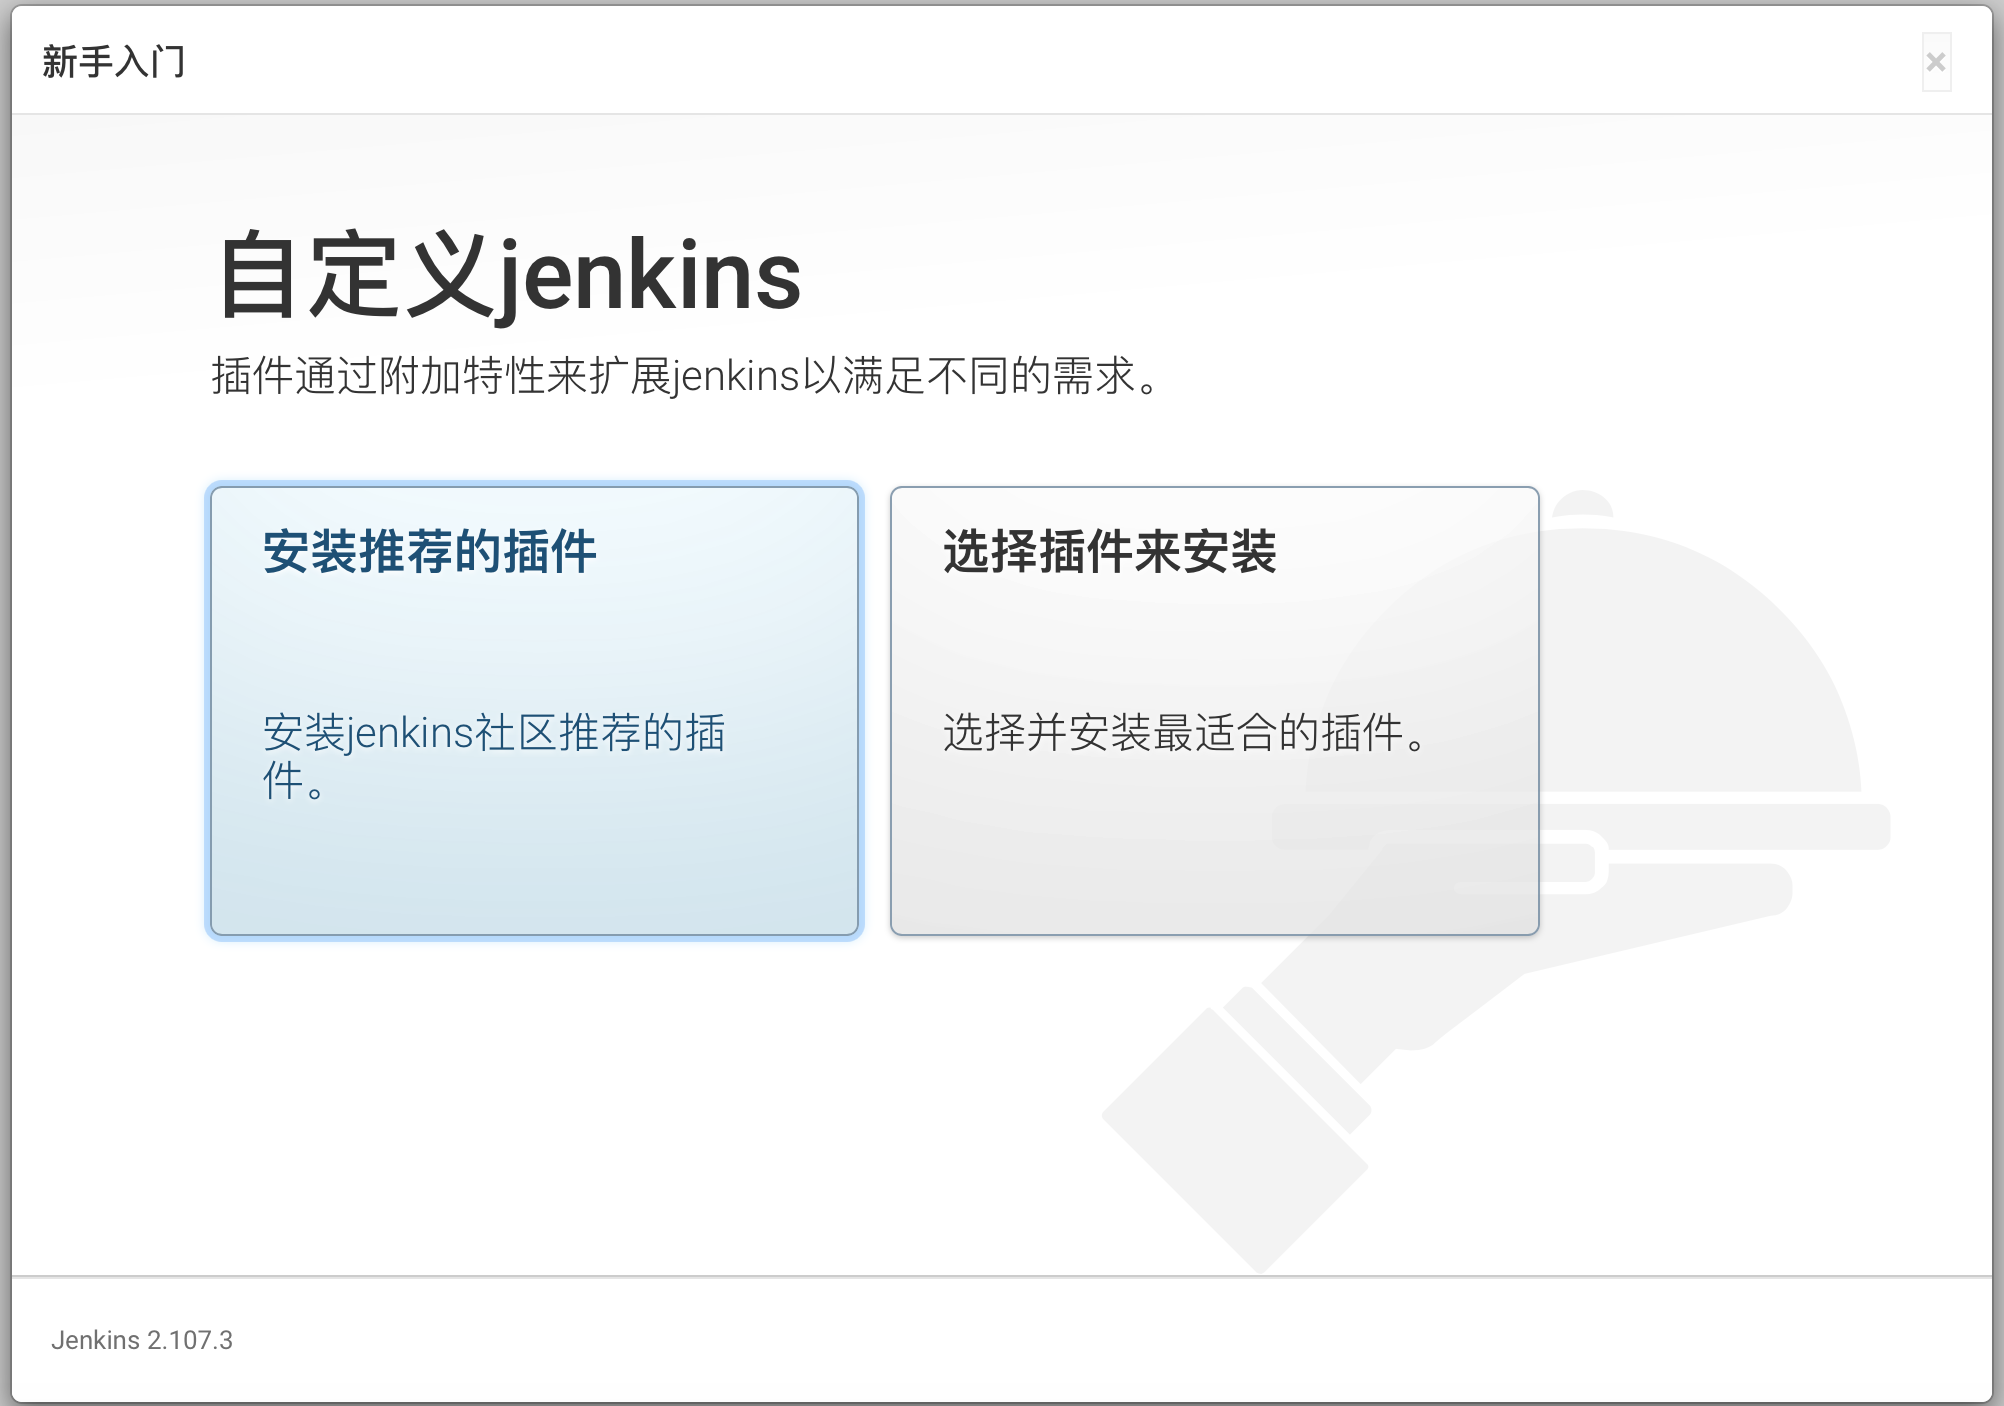 新手入门
×
自定义jenkins
插件通过附加特性来扩展jenkins以满足不同的需求。
安装推荐的插件
安装jenkins社区推荐的插
件。
选择插件来安装
选择并安装最适合的插件。
Jenkins 2.107.3